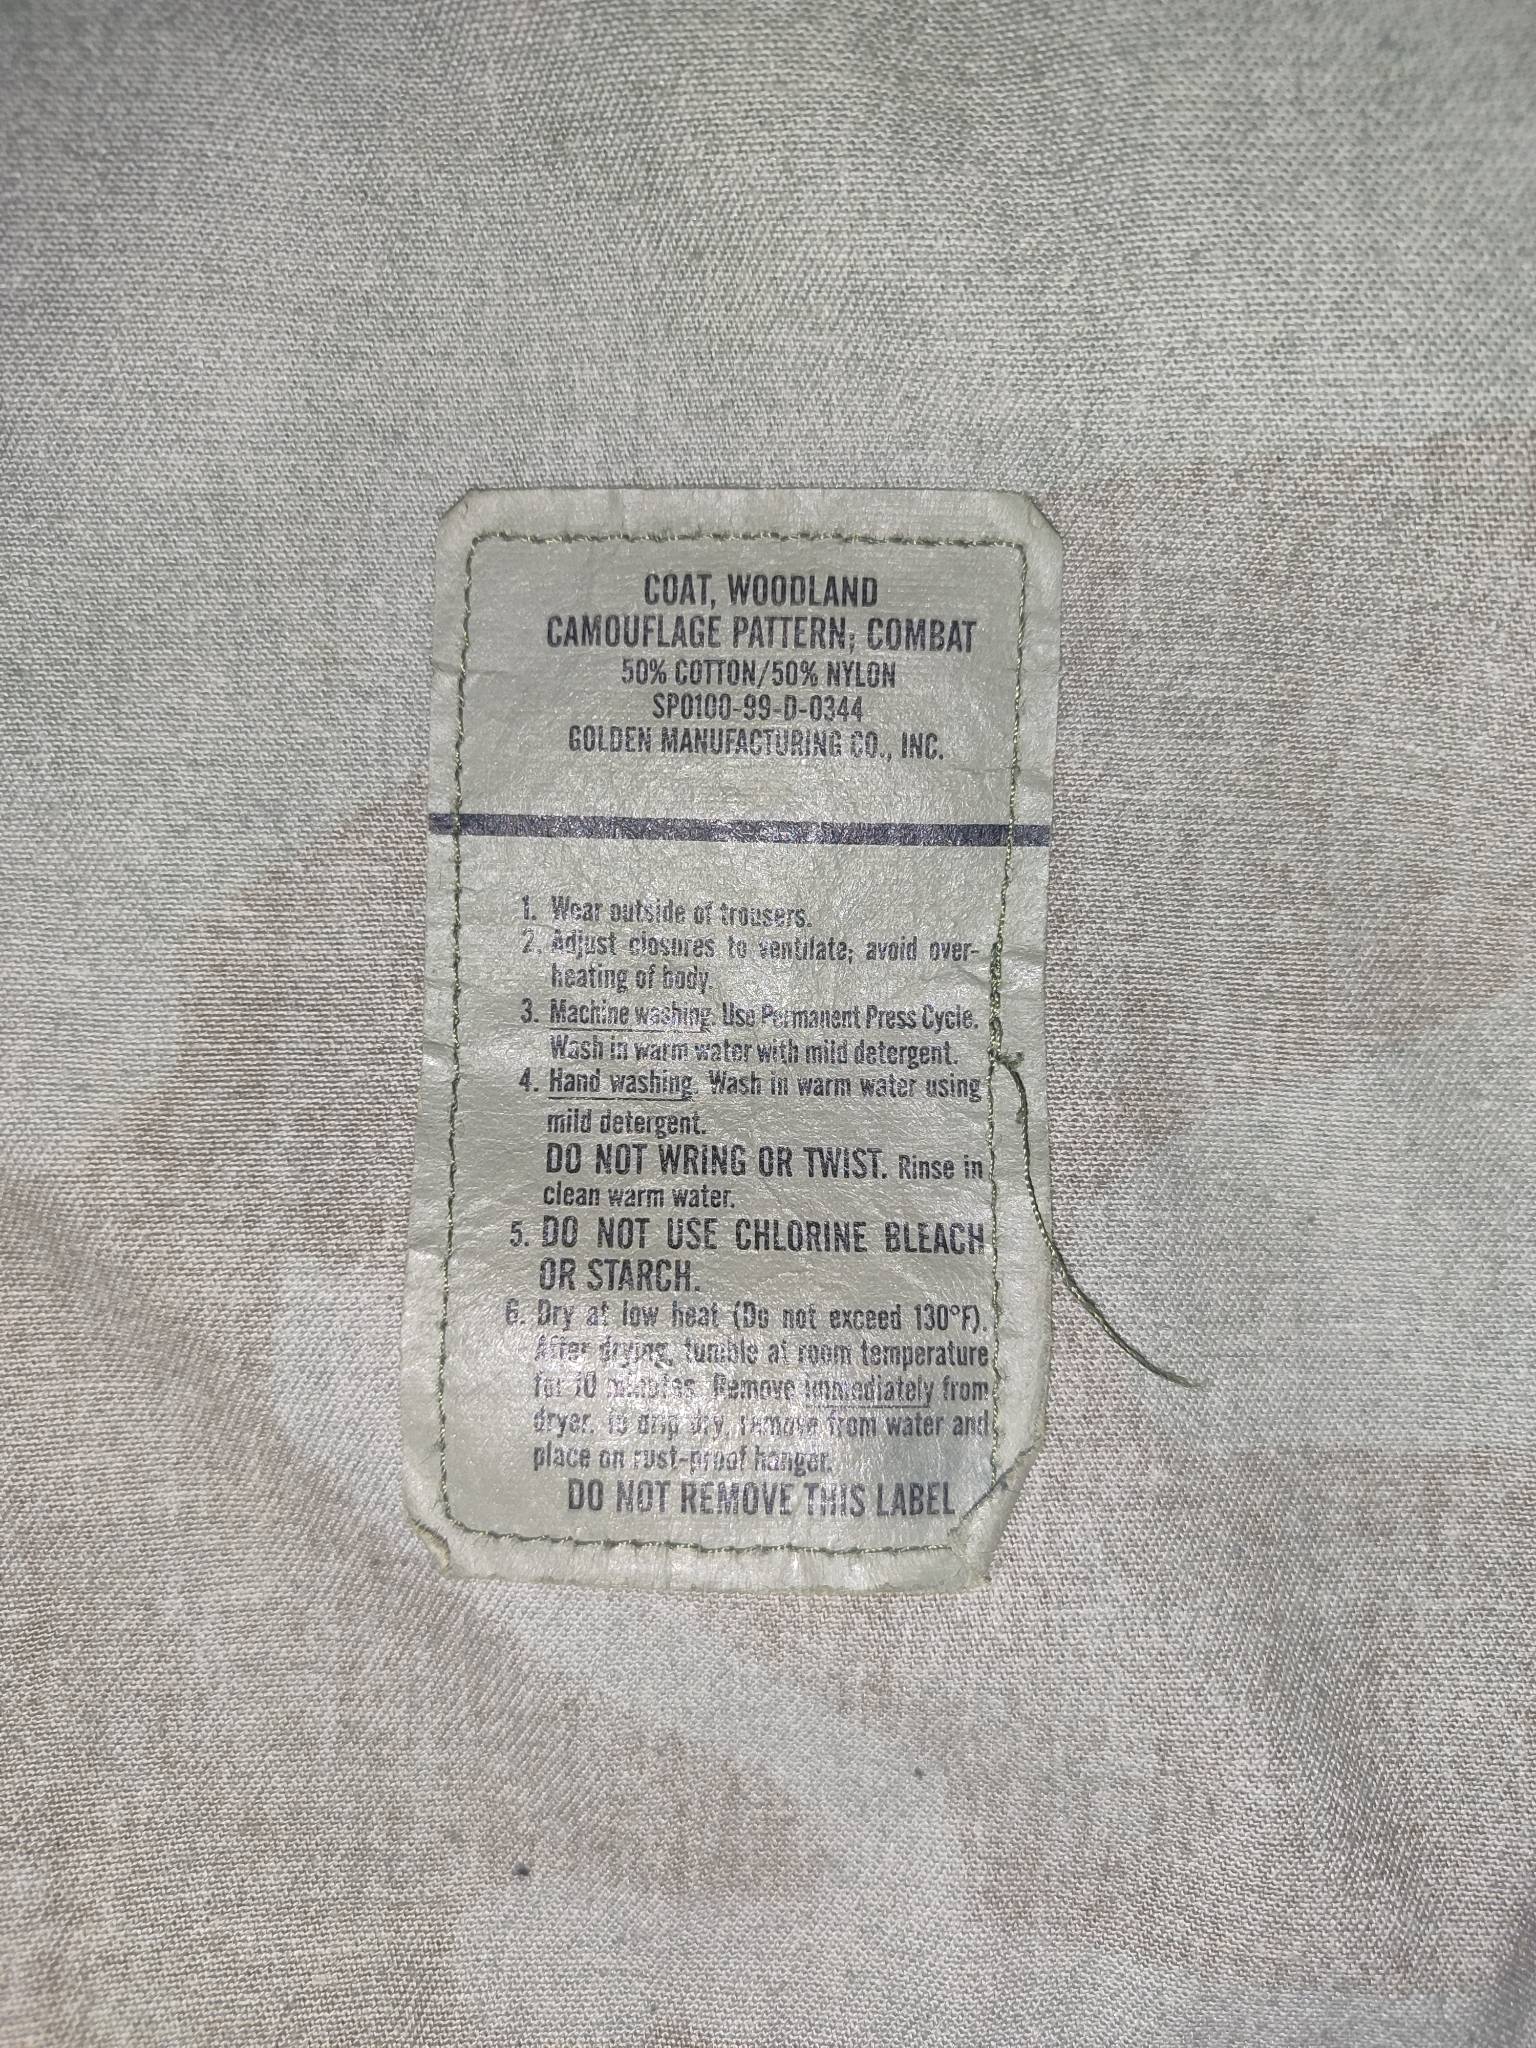 COAT, WOODLAND
CAMOUFLAGE PATTERN; COMBAT
50% COTTON/50% NYLON
SPO100-99-D-0344
GOLDEN MANUFACTURING CO., INC.
1. Wear outside of trousers.
2. Adjust closures to ventilate; avoid over-
heating of body.
3. Machine washing. Use Permanent Press Cycle.
Wash in warm water with mild detergent.
4. Hand washing. Wash in warm water using
mild detergent.
DO NOT WRING OR TWIST. Rinse in
clean warm water.
5. DO NOT USE CHLORINE BLEACH
OR STARCH.
6. Dry at low heat (Do not exceed 130°F).
After drying, tumble at room temperature
for 10 minutes. Remove immediately from
dryer. To drip dry, remove from water and
place on rust-proof hanger.
DO NOT REMOVE THIS LABEL